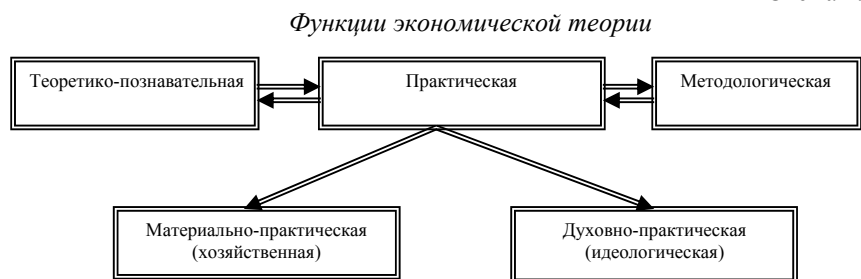 Функции экономической теории
Теоретико-познавательная
Практическая
Методологическая
Материально-практическая
(хозяйственная)
Духовно-практическая
(идеологическая)